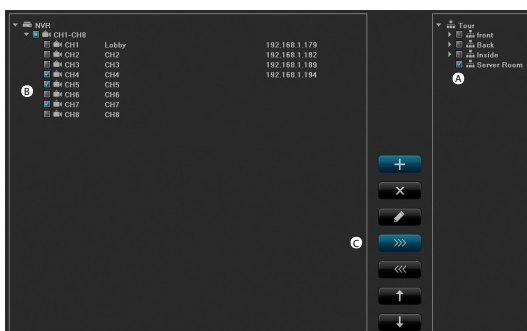 NVR
CH1-CH8
CH1 Lobby 192.168.1.179
CH2 CH2 192.168.1.182
CH3 CH3 192.168.1.189
CH4 CH4 192.168.1.194
CH5 CH5
CH6 CH6
CH7 CH7
CH8 CH8
B
Tour
front
Back
Inside
Server Room
A
C